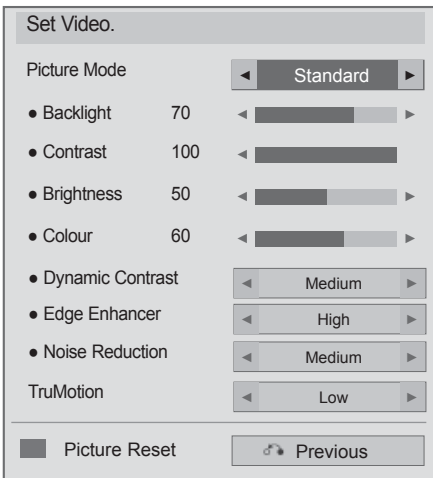 Set Video.
Picture Mode ◄ Standard ►
● Backlight 70 ◄ ►
● Contrast 100 ◄
● Brightness 50 ◄ ►
● Colour 60 ◄ ►
● Dynamic Contrast ◄ Medium ►
● Edge Enhancer ◄ High ►
● Noise Reduction ◄ Medium ►
TruMotion ◄ Low ►
Picture Reset Previous